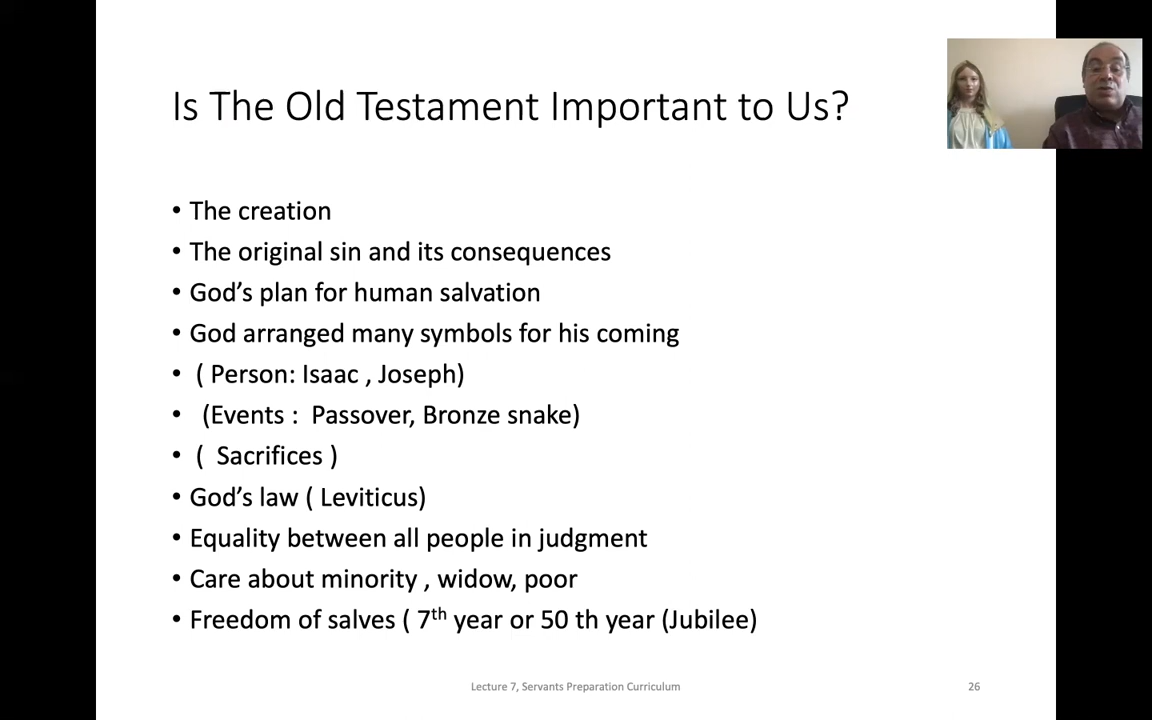 Is The Old Testament Important to Us?
• The creation
• The original sin and its consequences
• God’s plan for human salvation
• God arranged many symbols for his coming
• ( Person: Isaac , Joseph)
• (Events : Passover, Bronze snake)
• ( Sacrifices )
• God’s law ( Leviticus)
• Equality between all people in judgment
• Care about minority , widow, poor
• Freedom of salves ( 7th year or 50 th year (Jubilee)
Lecture 7, Servants Preparation Curriculum
26